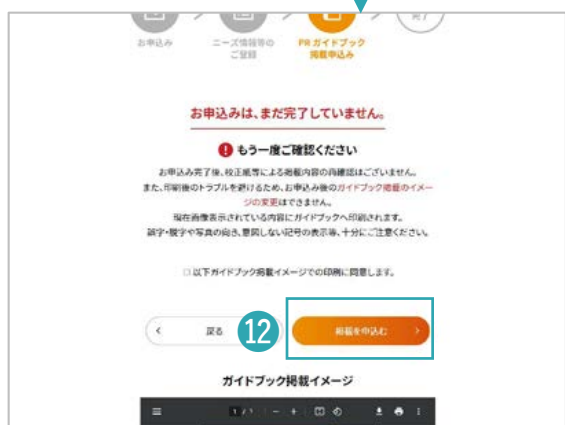 お申込み
ニーズ情報等の
ご登録
PRガイドブック
掲載申込み
完了
お申込みは、まだ完了していません。
! もう一度ご確認ください
お申込み完了後、校正紙等による掲載内容の再確認はございません。
また、印刷後のトラブルを避けるため、お申込み後のガイドブック掲載のイメー
ジの変更はできません。
現在画像表示されている内容にガイドブックへ印刷されます。
誤字・脱字や写真の向き、意図しない記号の表示等、十分にご注意ください。
以下ガイドブック掲載イメージでの印刷に同意します。
戻る
12
掲載を申込む
ガイドブック掲載イメージ
1 / 1